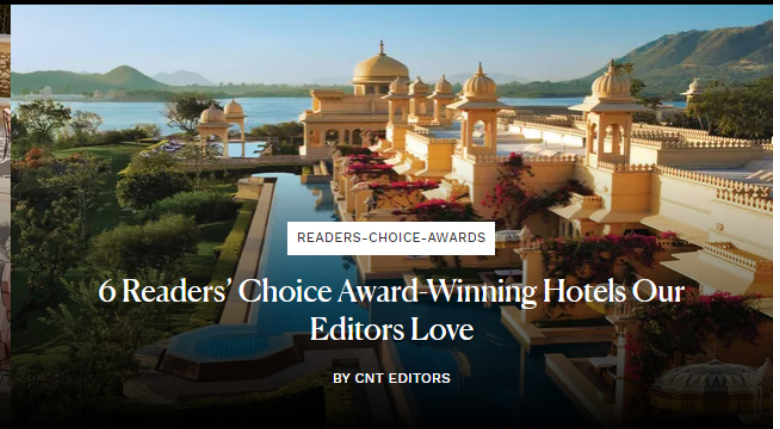 READERS-CHOICE-AWARDS
6 Readers’ Choice Award-Winning Hotels Our
Editors Love
BY CNT EDITORS